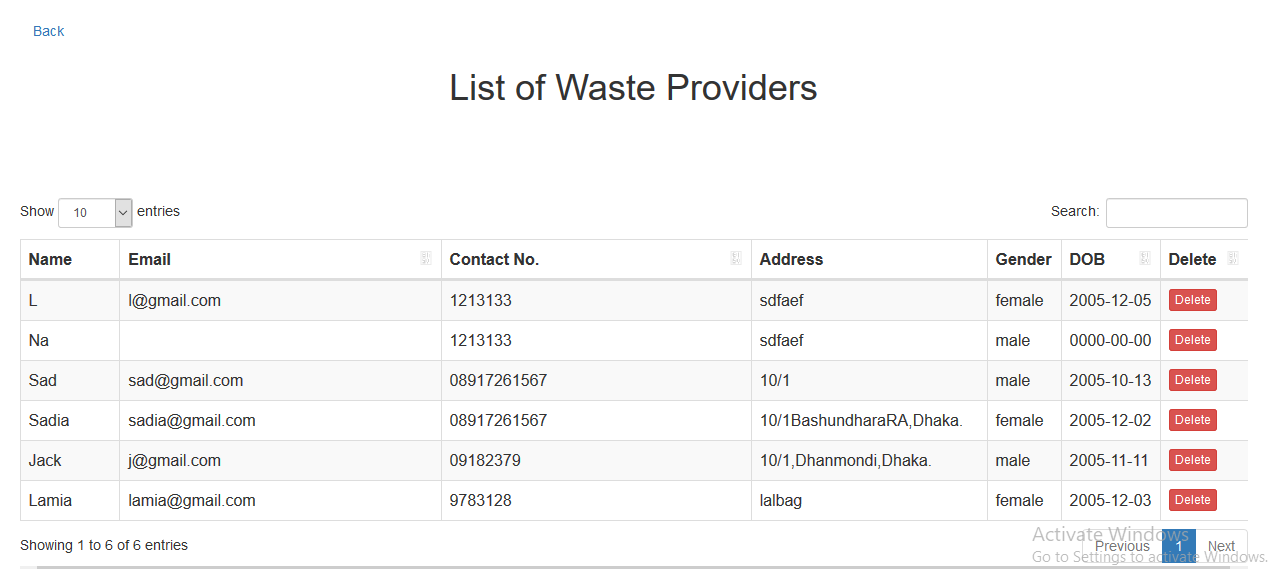 Back
List of Waste Providers
Show 10 entries Search:
Name Email Contact No. Address Gender DOB Delete
L l@gmail.com 1213133 sdfaef female 2005-12-05 Delete
Na 1213133 sdfaef male 0000-00-00 Delete
Sad sad@gmail.com 08917261567 10/1 male 2005-10-13 Delete
Sadia sadia@gmail.com 08917261567 10/1BashundharaRA,Dhaka. female 2005-12-02 Delete
Jack j@gmail.com 09182379 10/1,Dhanmondi,Dhaka. male 2005-11-11 Delete
Lamia lamia@gmail.com 9783128 lalbag female 2005-12-03 Delete
Showing 1 to 6 of 6 entries Previous 1 Next
Activate Windows
Go to Settings to activate Windows.